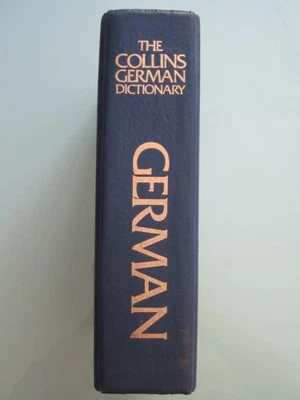 THE
COLLINS
GERMAN
DICTIONARY
GERMAN